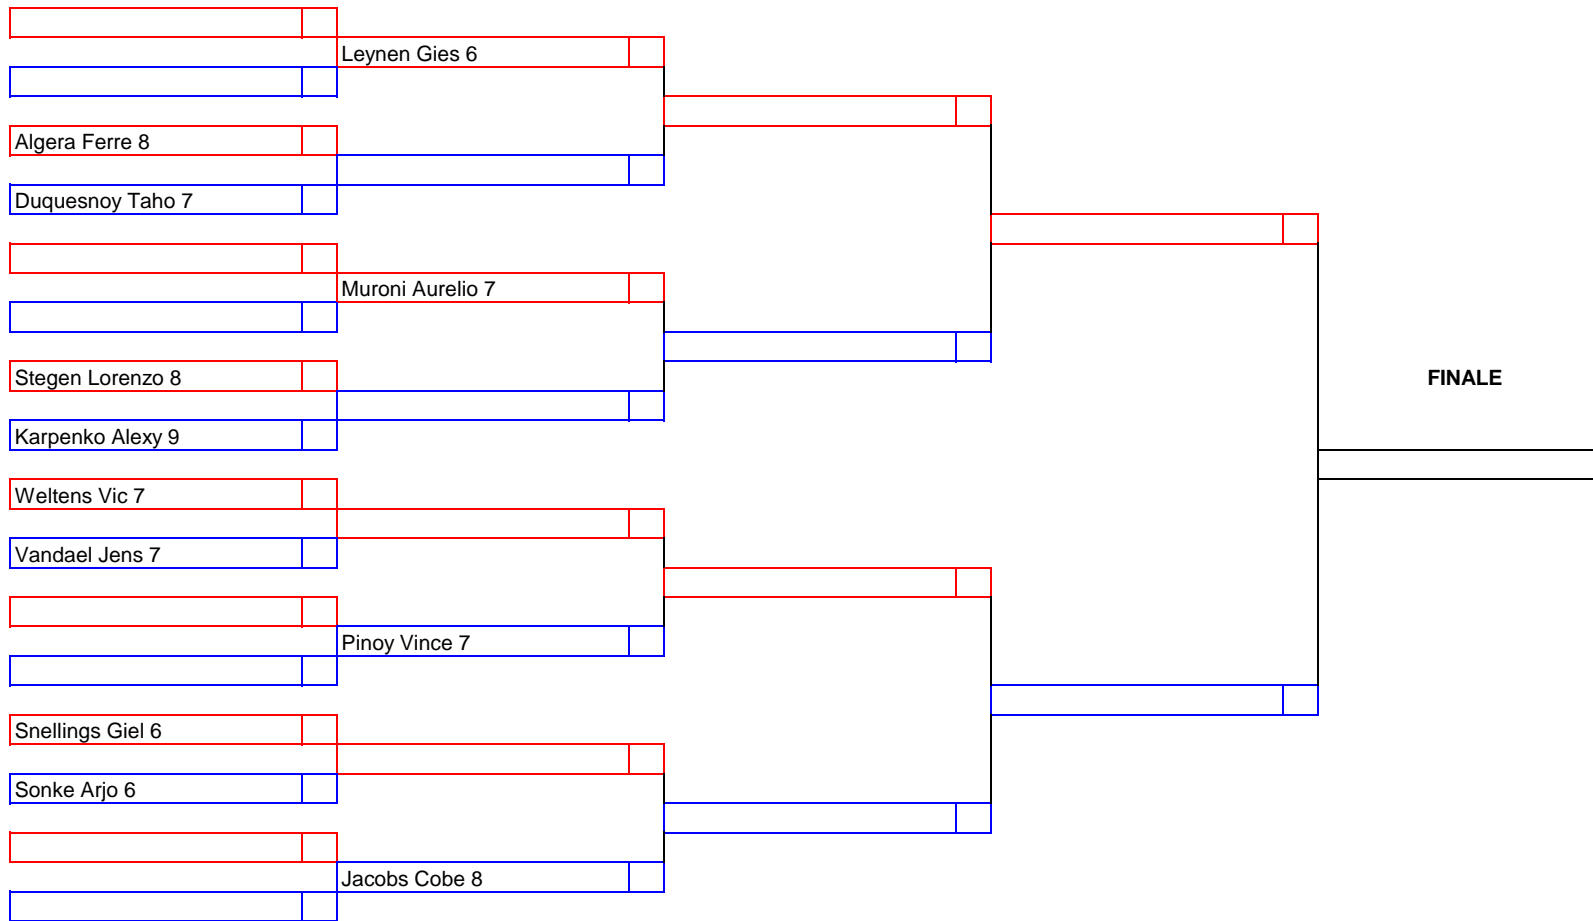 Leynen Gies 6
Algera Ferre 8
Duquesnoy Taho 7
Muroni Aurelio 7
Stegen Lorenzo 8
FINALE
Karpenko Alexy 9
Weltens Vic 7
Vandael Jens 7
Pinoy Vince 7
Snellings Giel 6
Sonke Arjo 6
Jacobs Cobe 8